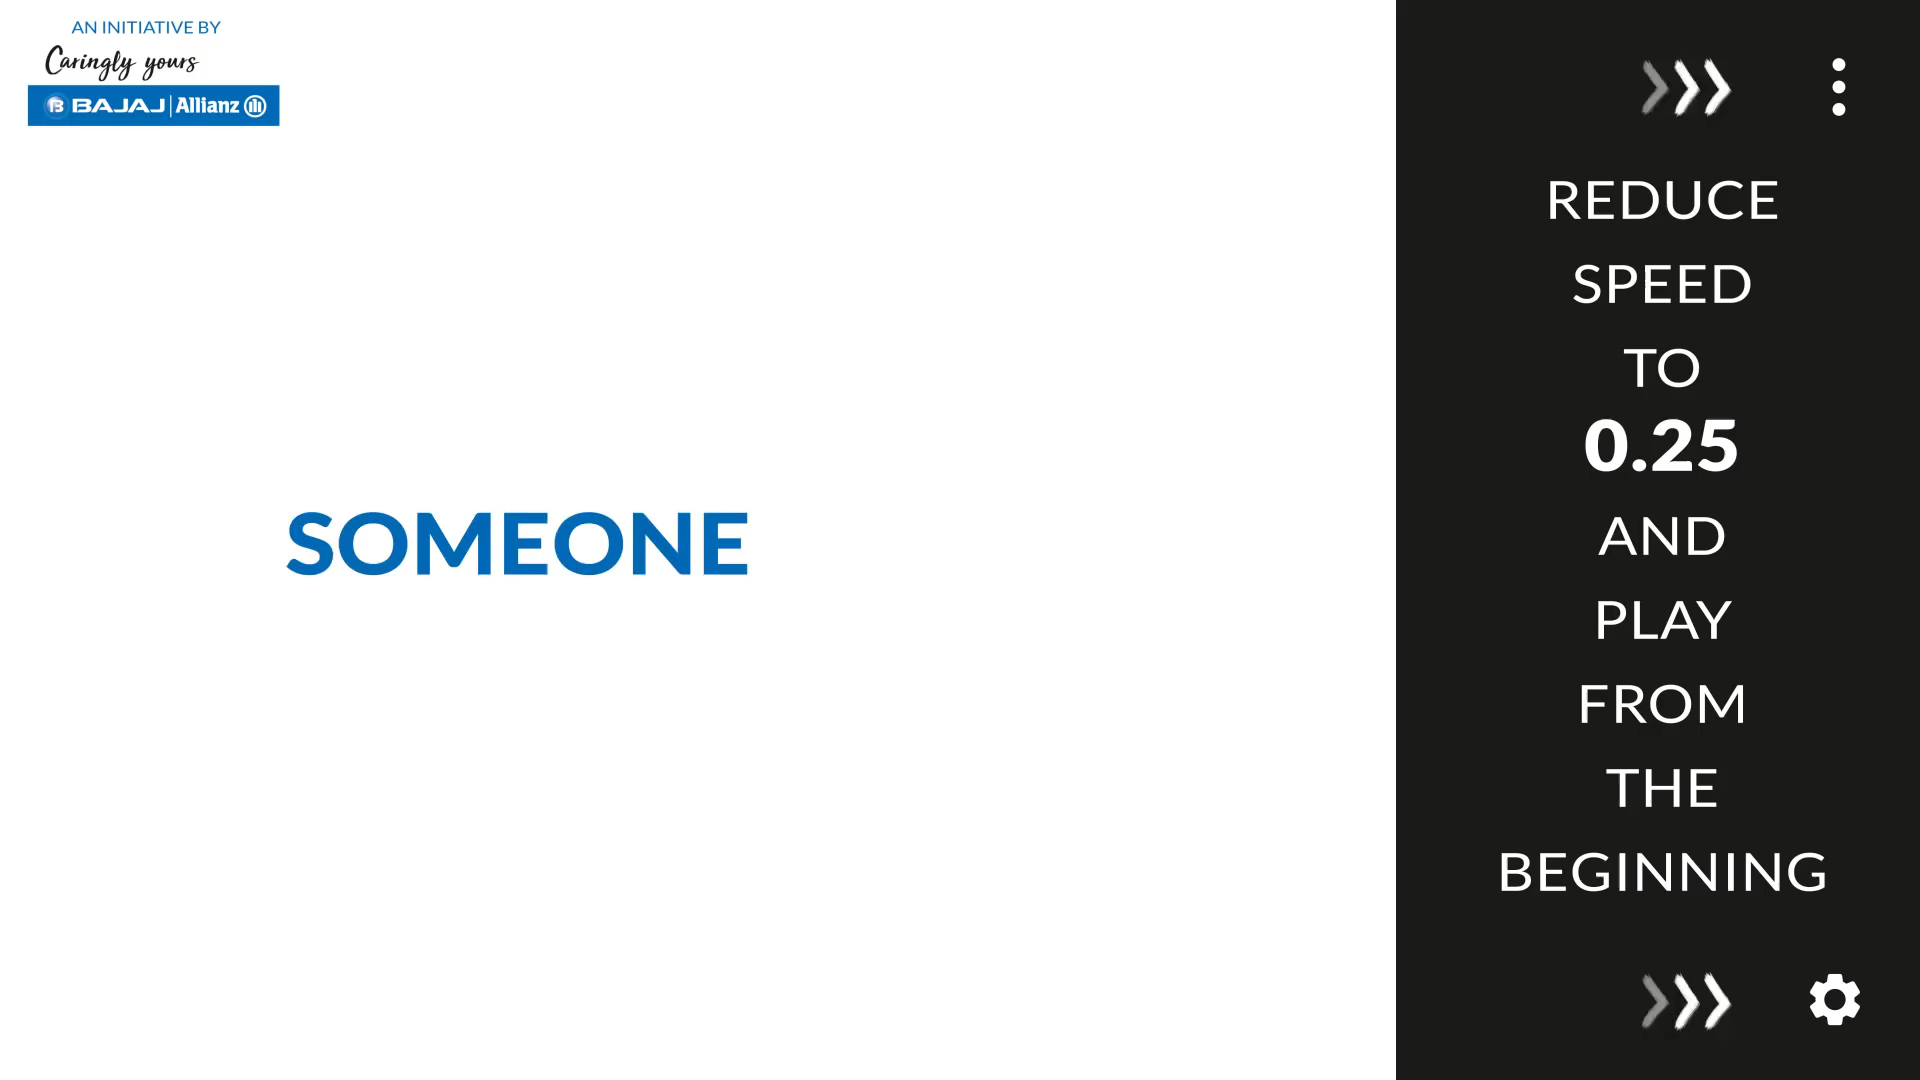 AN INITIATIVE BY
Caringly yours
BAJAJ | Allianz
SOMEONE
REDUCE
SPEED
TO
0.25
AND
PLAY
FROM
THE
BEGINNING